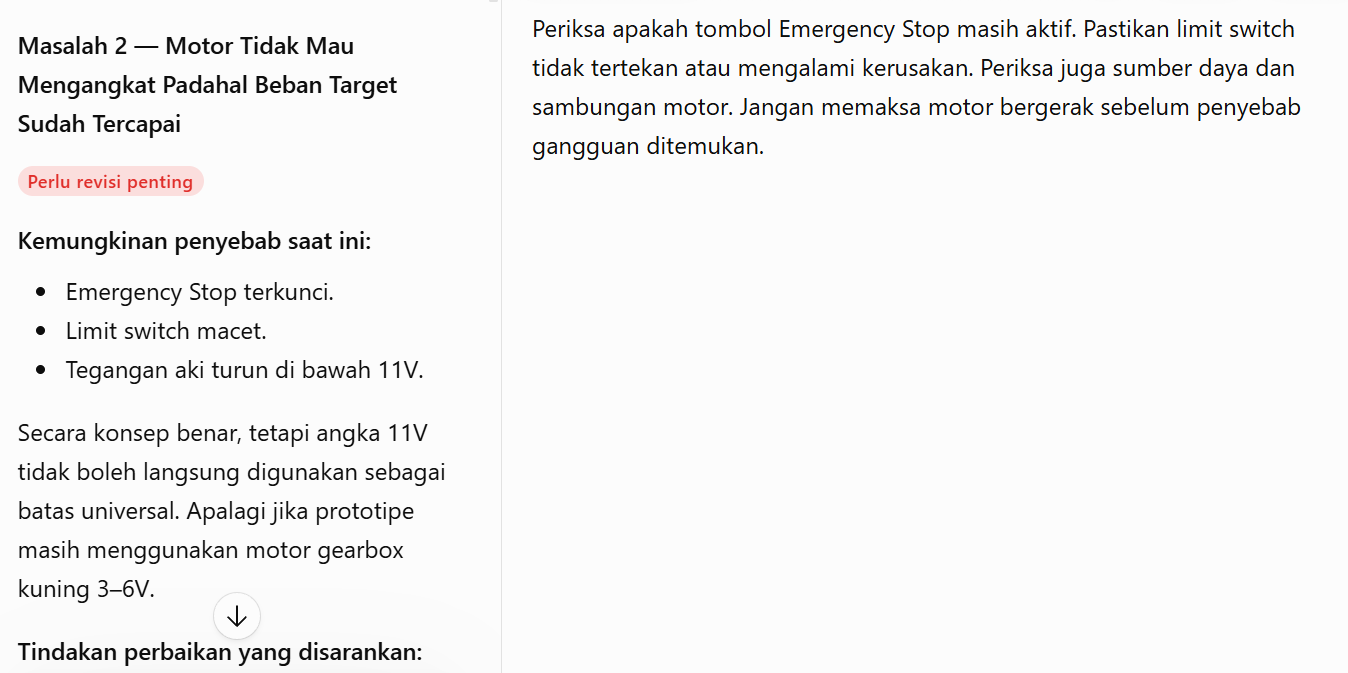 Masalah 2 — Motor Tidak Mau
Mengangkat Padahal Beban Target
Sudah Tercapai
Perlu revisi penting
Kemungkinan penyebab saat ini:
Emergency Stop terkunci.
Limit switch macet.
Tegangan aki turun di bawah 11V.
Secara konsep benar, tetapi angka 11V
tidak boleh langsung digunakan sebagai
batas universal. Apalagi jika prototipe
masih menggunakan motor gearbox
kuning 3–6V.
Tindakan perbaikan yang disarankan:
Periksa apakah tombol Emergency Stop masih aktif. Pastikan limit switch
tidak tertekan atau mengalami kerusakan. Periksa juga sumber daya dan
sambungan motor. Jangan memaksa motor bergerak sebelum penyebab
gangguan ditemukan.